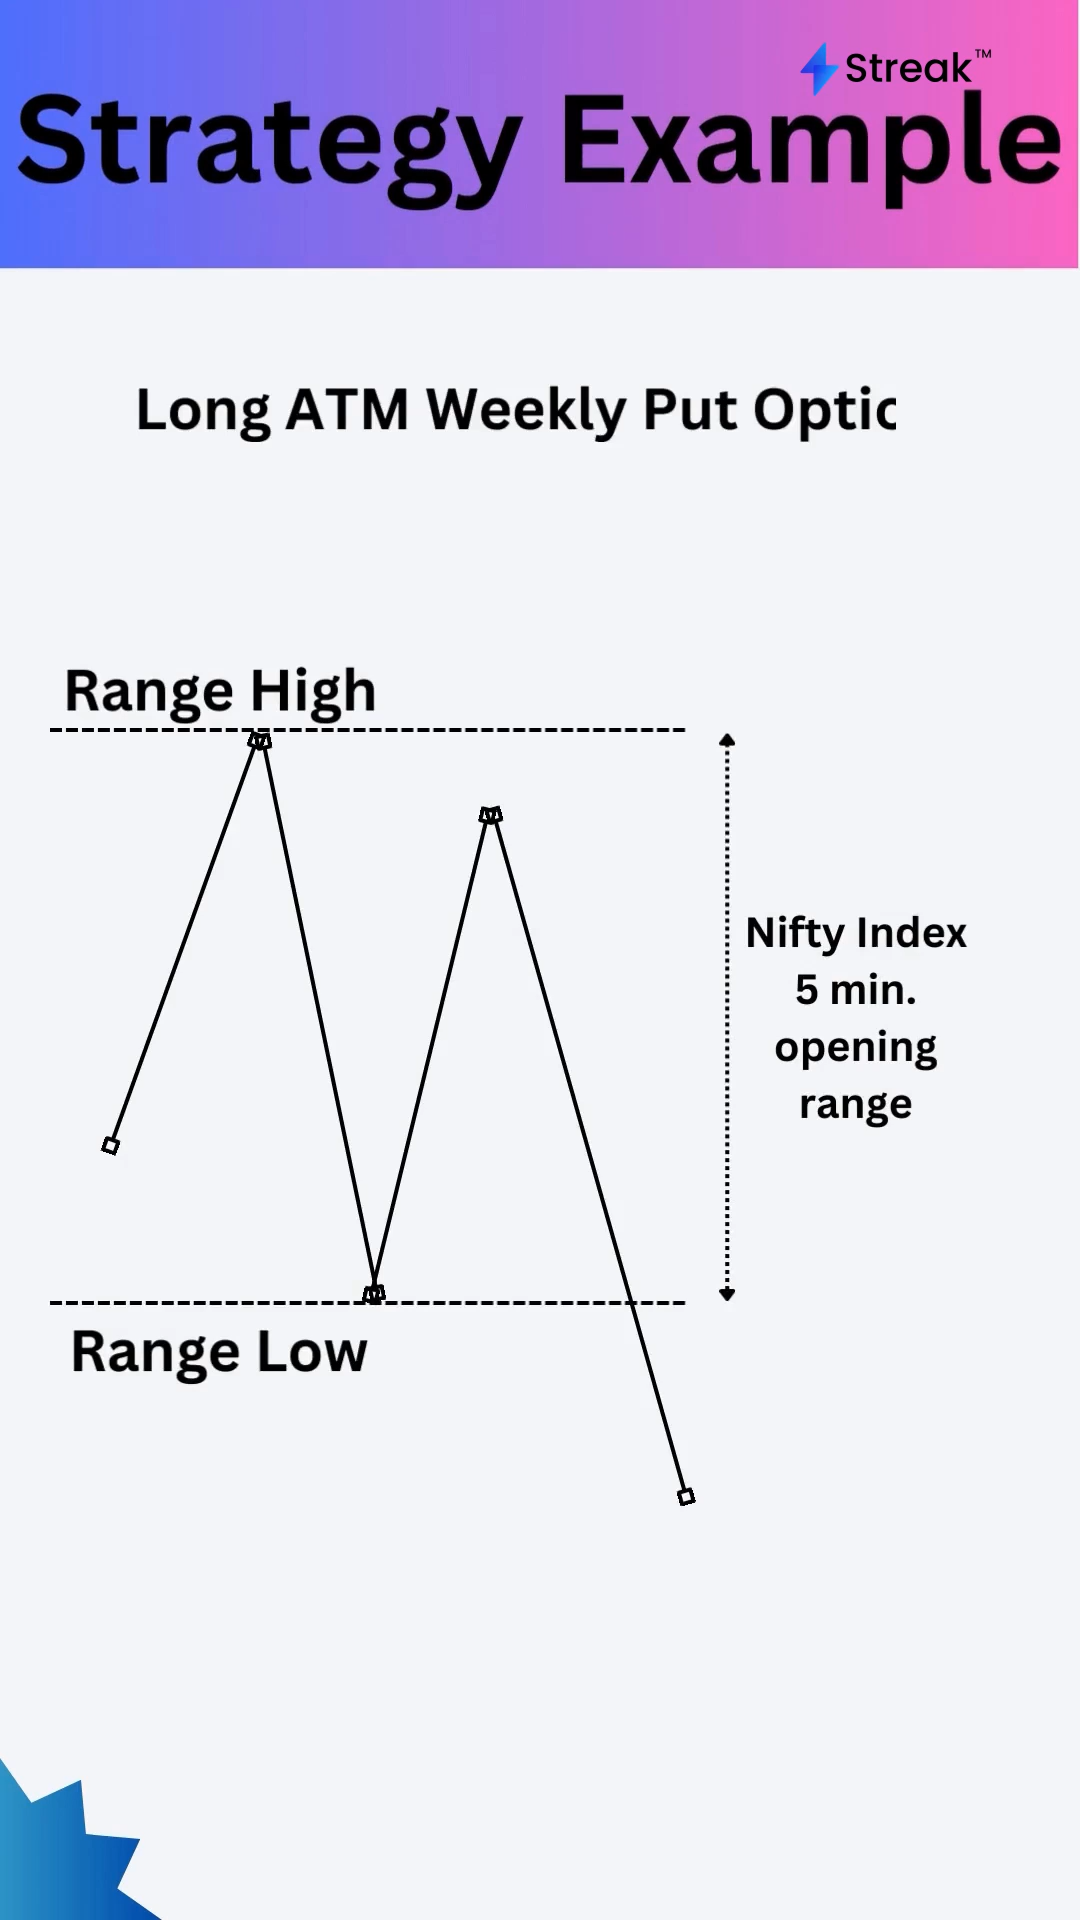 Streak™
Strategy Example
Long ATM Weekly Put Optic
Range High
Nifty Index
5 min.
opening
range
Range Low